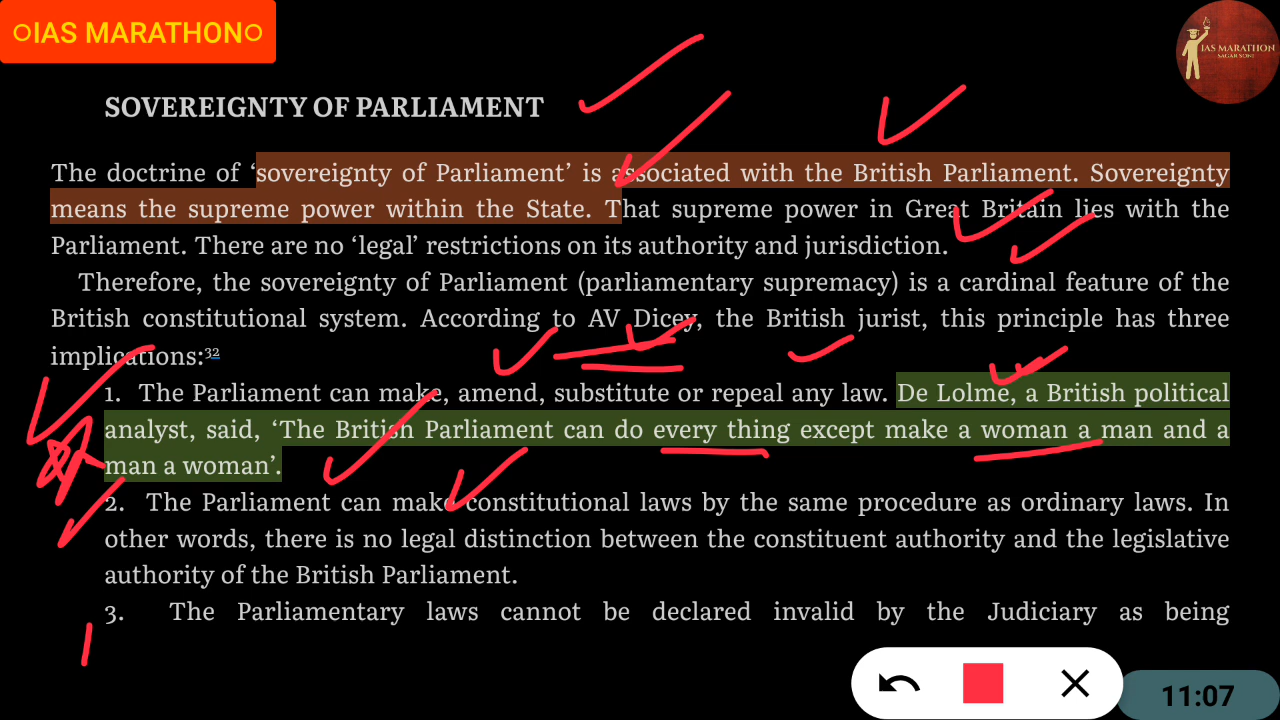 ○IAS MARATHON○
IAS MARATHON
SAGAR SONI
SOVEREIGNTY OF PARLIAMENT
The doctrine of ‘sovereignty of Parliament’ is associated with the British Parliament. Sovereignty
means the supreme power within the State. That supreme power in Great Britain lies with the
Parliament. There are no ‘legal’ restrictions on its authority and jurisdiction.
Therefore, the sovereignty of Parliament (parliamentary supremacy) is a cardinal feature of the
British constitutional system. According to AV Dicey, the British jurist, this principle has three
implications:32
1. The Parliament can make, amend, substitute or repeal any law. De Lolme, a British political
analyst, said, ‘The British Parliament can do every thing except make a woman a man and a
man a woman’.
2. The Parliament can make constitutional laws by the same procedure as ordinary laws. In
other words, there is no legal distinction between the constituent authority and the legislative
authority of the British Parliament.
3. The Parliamentary laws cannot be declared invalid by the Judiciary as being
11:07